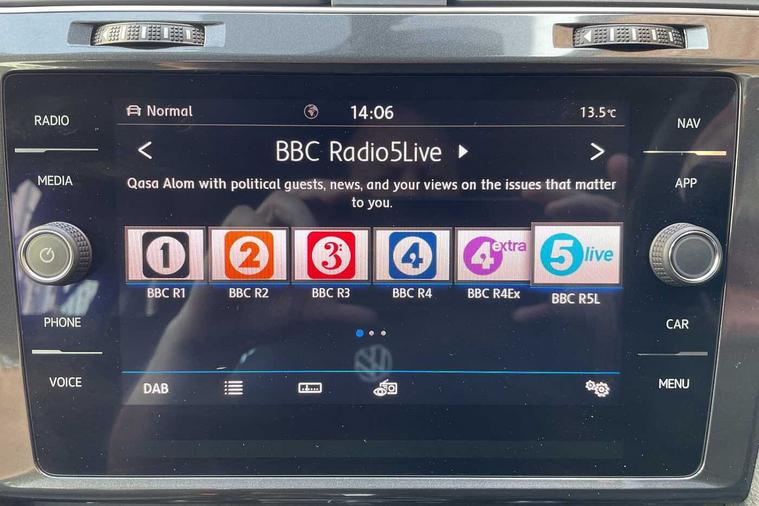 RADIO
MEDIA
PHONE
VOICE
Normal
14:06
13.5°C
BBC Radio5Live
Qasa Alom with political guests, news, and your views on the issues that matter
to you.
1
2
3
4
4 extra
5 live
BBC R1
BBC R2
BBC R3
BBC R4
BBC R4Ex
BBC R5L
DAB
NAV
APP
CAR
MENU